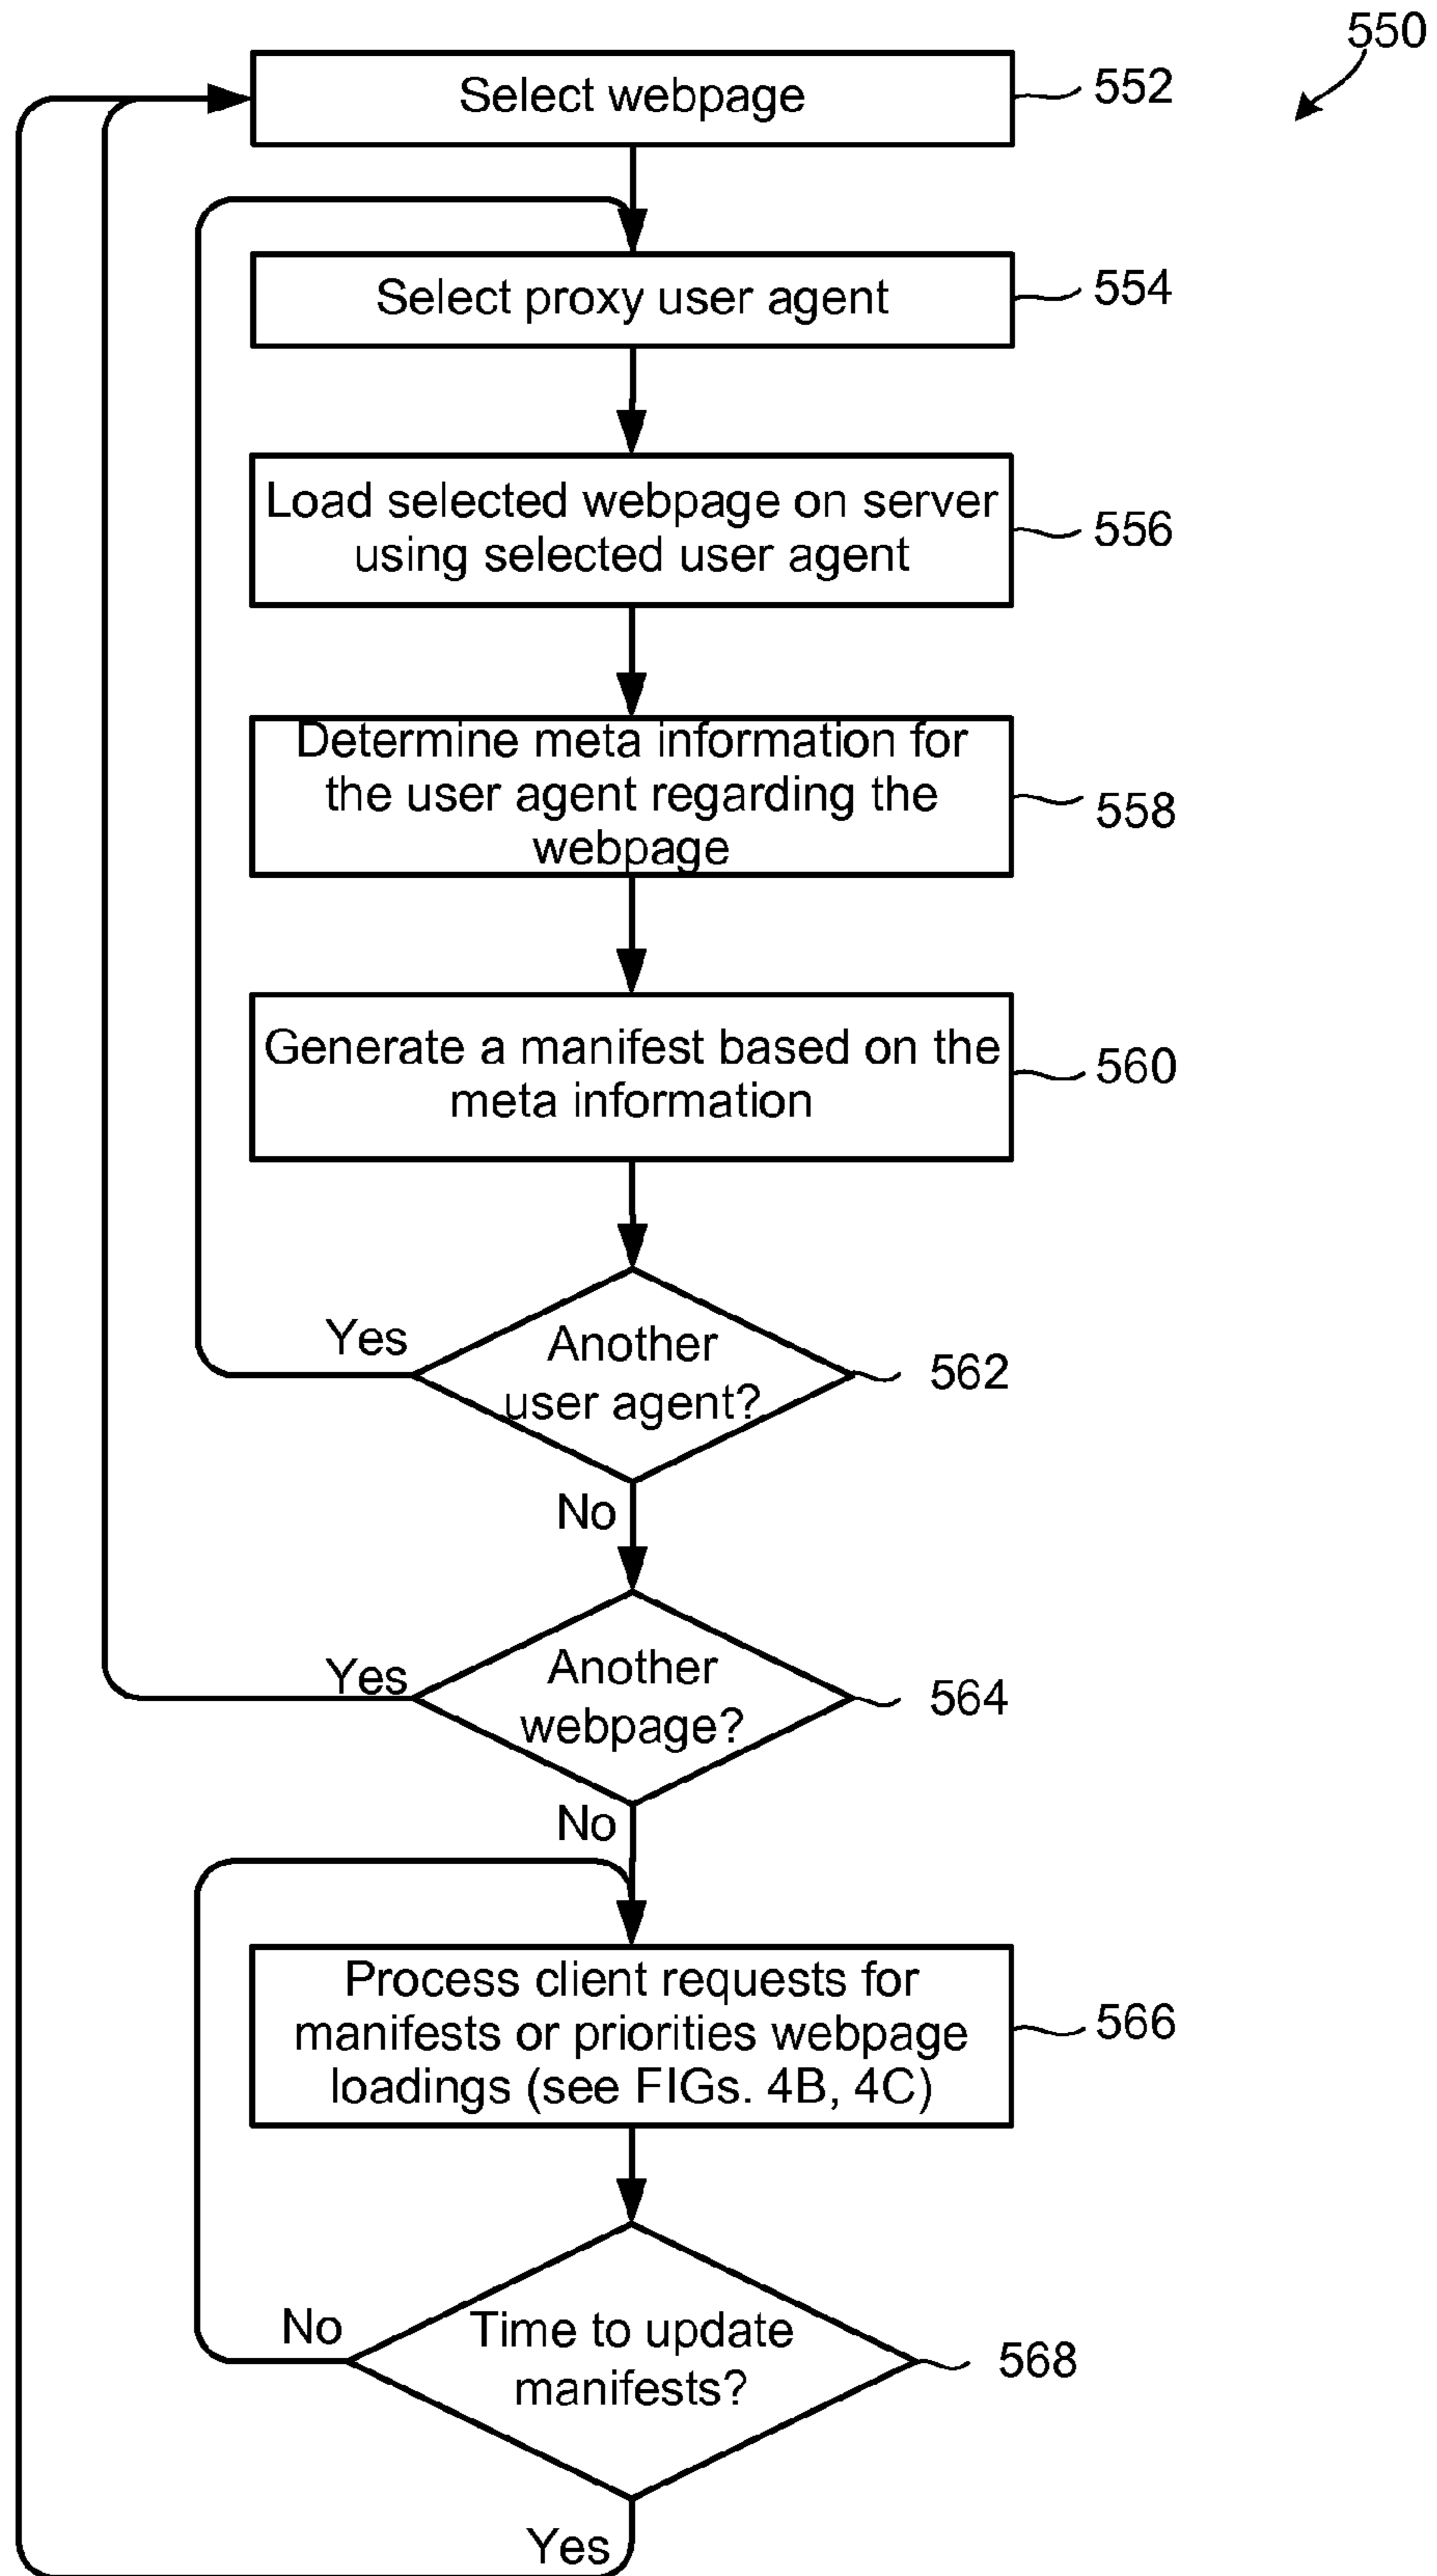 550
Select webpage
552
Select proxy user agent
554
Load selected webpage on server
using selected user agent
556
Determine meta information for
the user agent regarding the
webpage
558
Generate a manifest based on the
meta information
560
Another
user agent?
Yes
562
No
Another
webpage?
Yes
564
No
Process client requests for
manifests or priorities webpage
loadings (see FIGs. 4B, 4C)
566
Time to update
manifests?
No
568
Yes